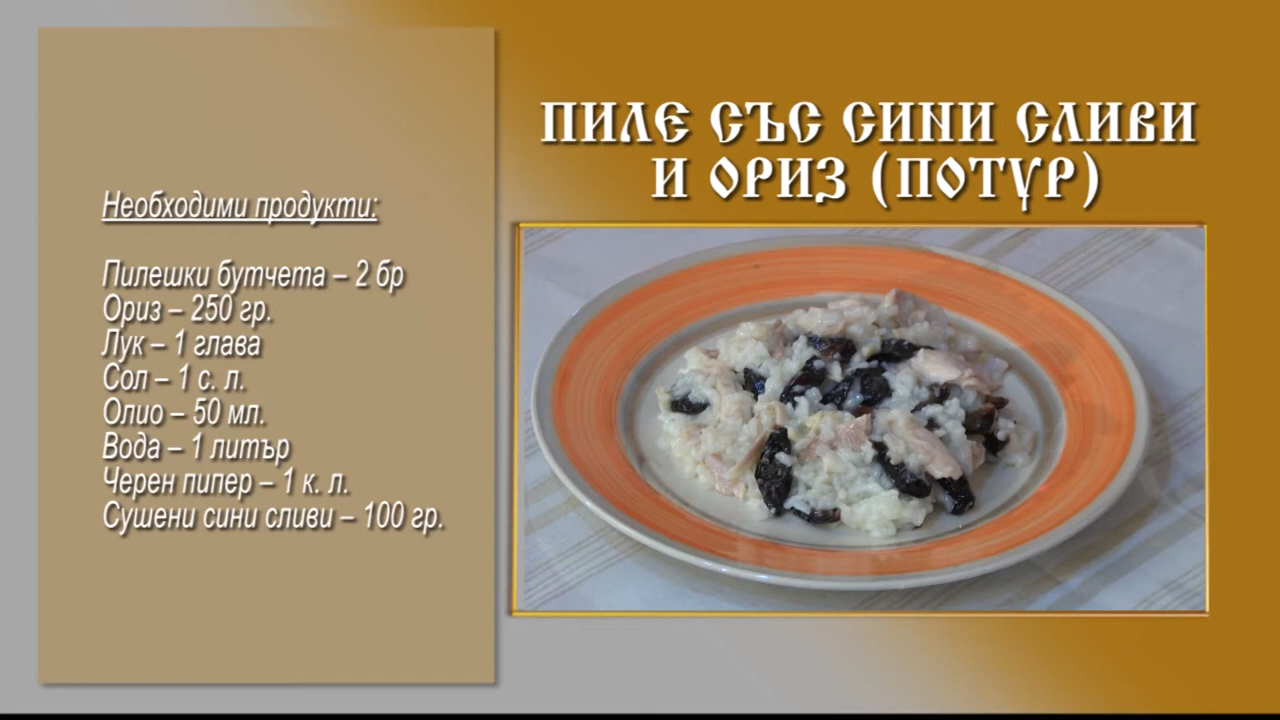 ПИЛЕ СЪС СИНИ СЛИВИ
И ОРИЗ (ПОТУР)
Необходими продукти:
Пилешки бутчета – 2 бр
Ориз – 250 гр.
Лук – 1 глава
Сол – 1 с. л.
Олио – 50 мл.
Вода – 1 литър
Черен пипер – 1 к. л.
Сушени сини сливи – 100 гр.